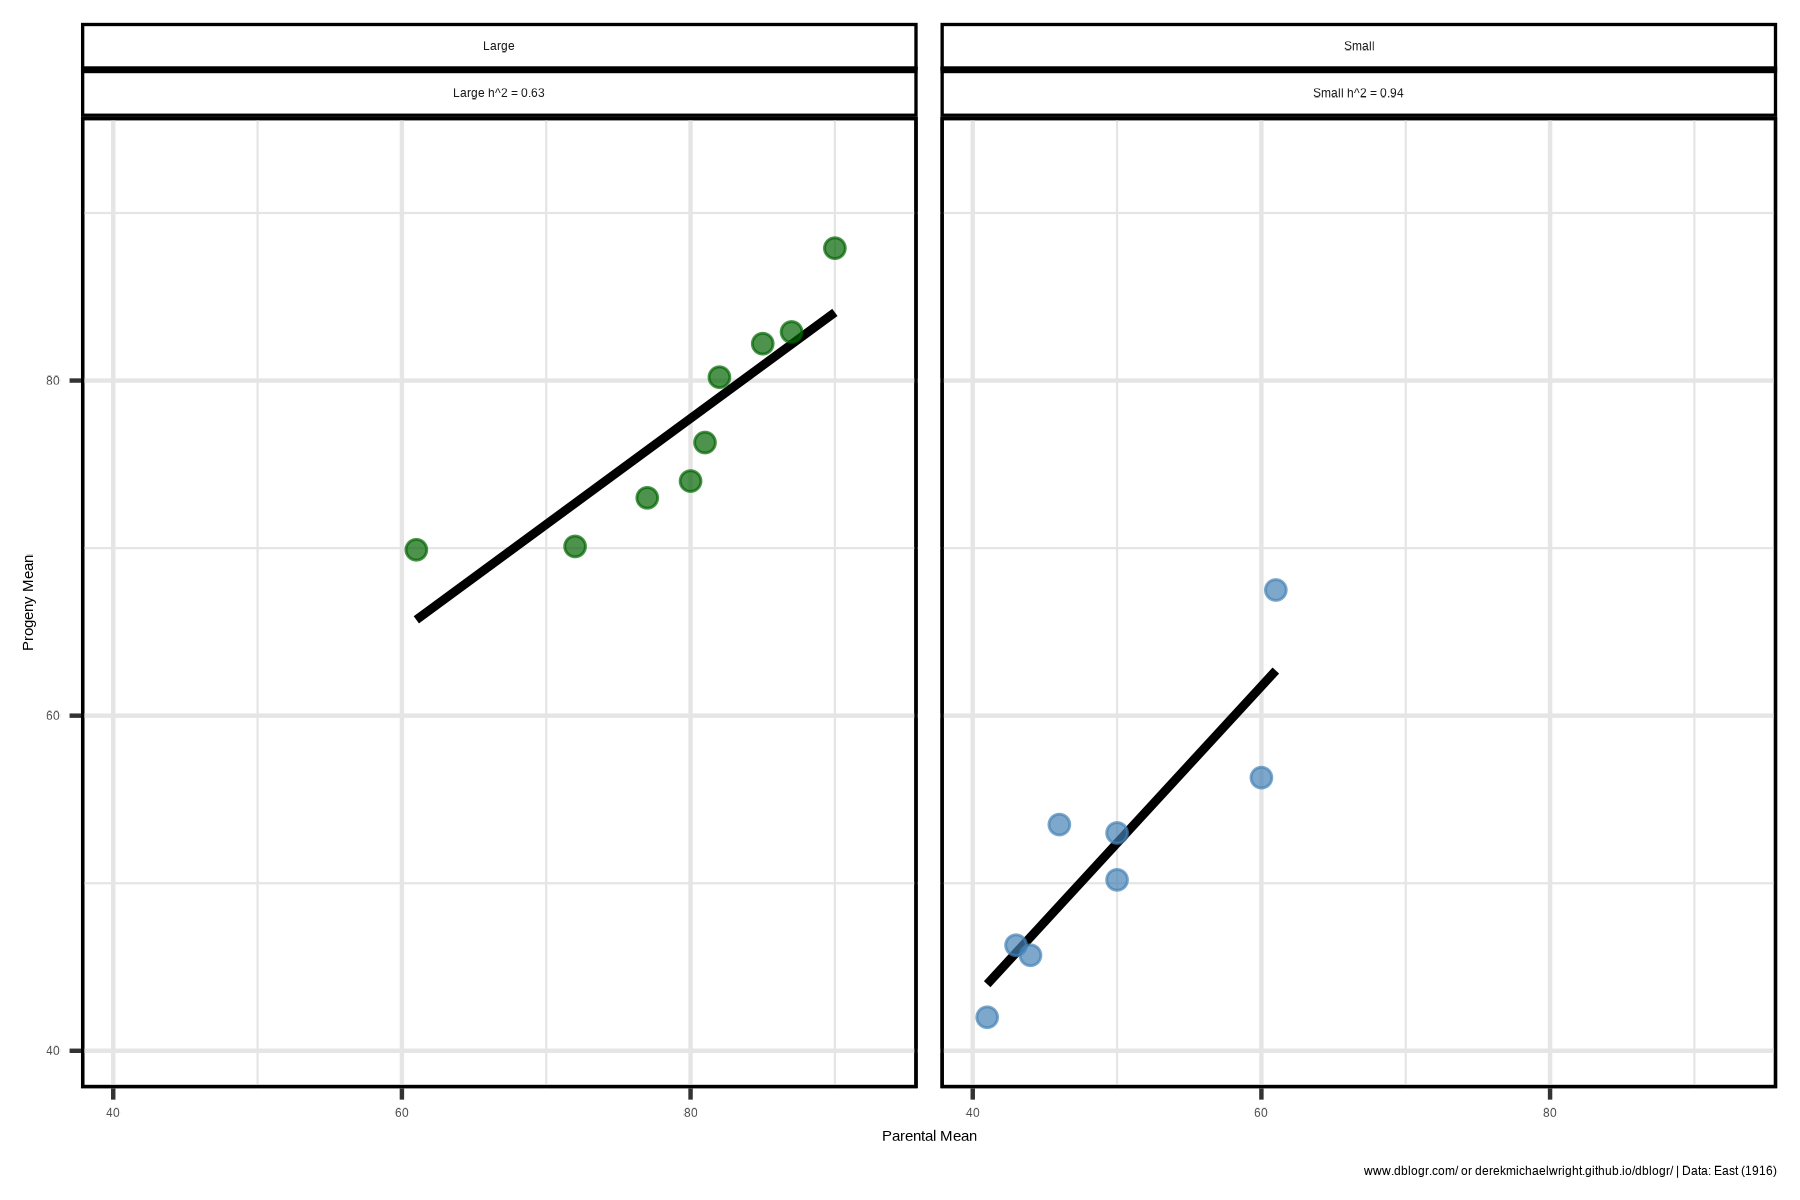 Large
Small
Large h^2 = 0.63
Small h^2 = 0.94
Progeny Mean
80
60
40
40
60
80
40
60
80
Parental Mean
www.dblogr.com/ or derekmichaelwright.github.io/dblogr/ | Data: East (1916)